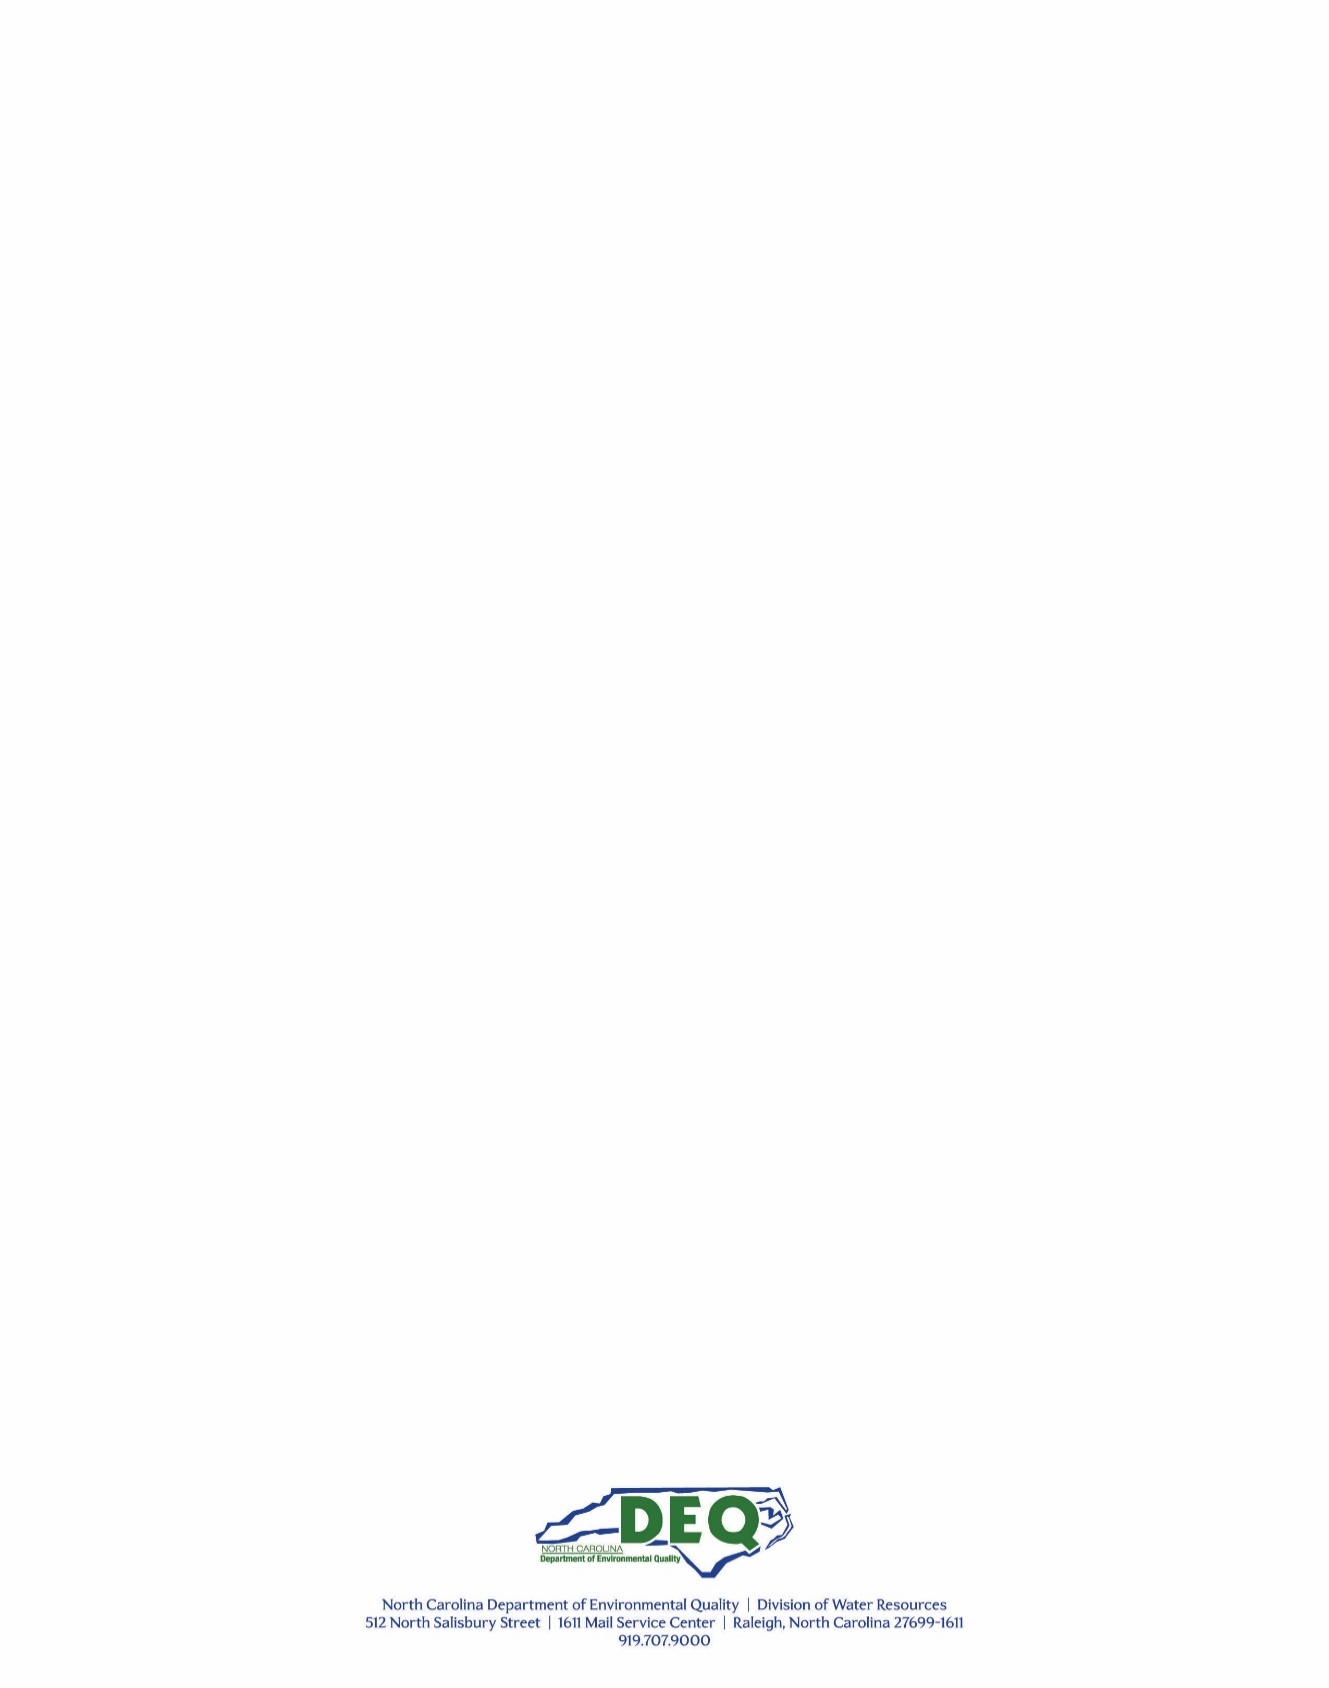 DEQ
NORTH CAROLINA
Department of Environmental Quality
North Carolina Department of Environmental Quality | Division of Water Resources
512 North Salisbury Street | 1611 Mail Service Center | Raleigh, North Carolina 27699-1611
919.707.9000